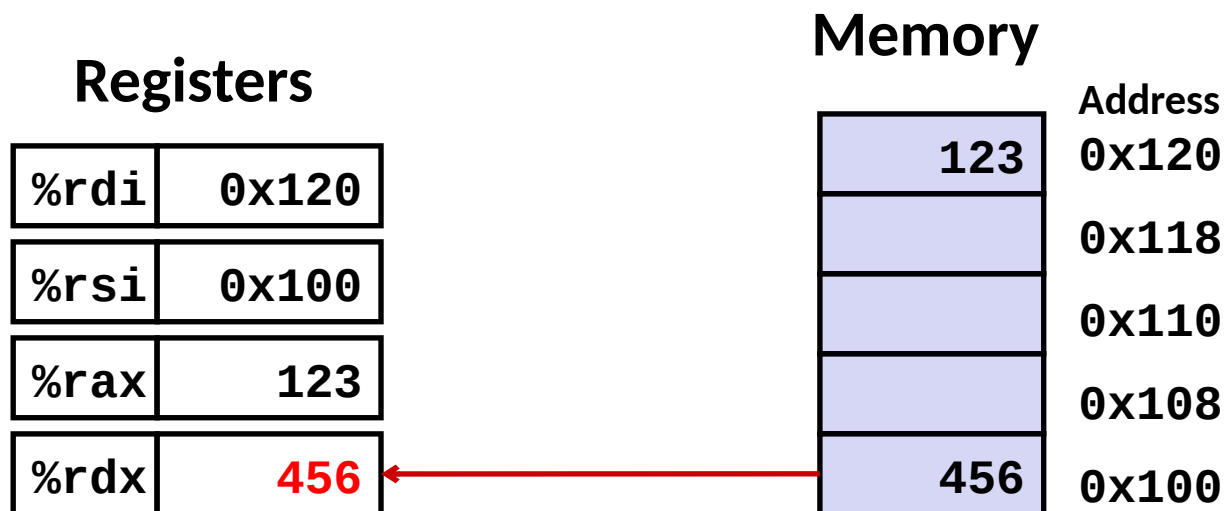 Memory
Registers
Address
%rdi 0x120
%rsi 0x100
%rax 123
%rdx 456
123 0x120
0x118
0x110
0x108
456 0x100